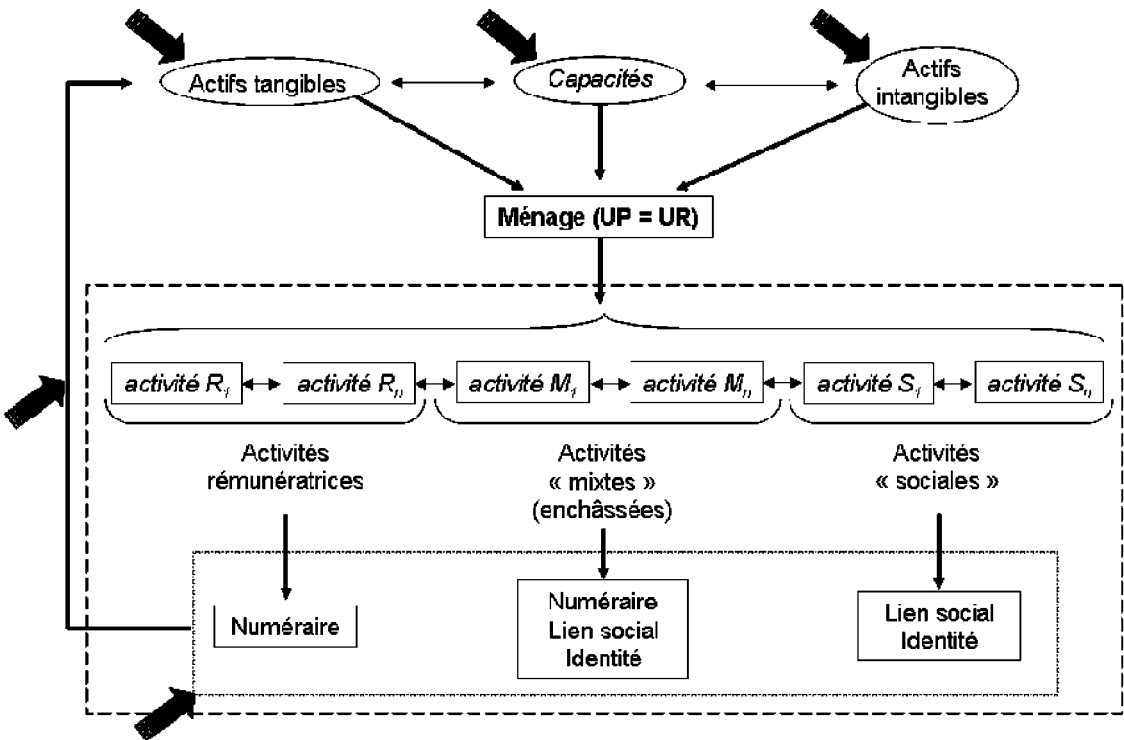 Actifs tangibles
Capacités
Actifs
intangibles
Ménage (UP = UR)
activité R1
activité Rn
activité M1
activité Mn
activité S1
activité Sn
Activités
rémunératrices
Activités
« mixtes »
(enchâssées)
Activités
« sociales »
Numéraire
Numéraire
Lien social
Identité
Lien social
Identité